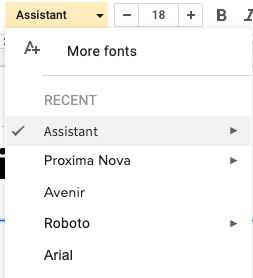 Assistant − 18 + B I
More fonts
RECENT
Assistant
Proxima Nova
Avenir
Roboto
Arial